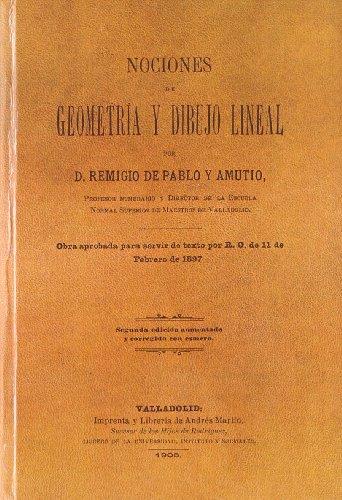 NOCIONES
DE
GEOMETRÍA Y DIBUJO LINEAL
POR
D. REMIGIO DE PABLO Y AMUTIO,
PROFESOR NUMERARIO Y DIRECTOR DE LA ESCUELA
NORMAL SUPERIOR DE MAESTROS DE VALLADOLID.
Obra aprobada para servir de texto por R. O. de 11 de
Febrero de 1897
Segunda edición aumentada
y corregida con esmero.
VALLADOLID:
Imprenta y Librería de Andrés Martín,
Sucesor de los Hijos de Rodríguez,
LIBRERO DE LA UNIVERSIDAD, INSTITUTO Y
1905.